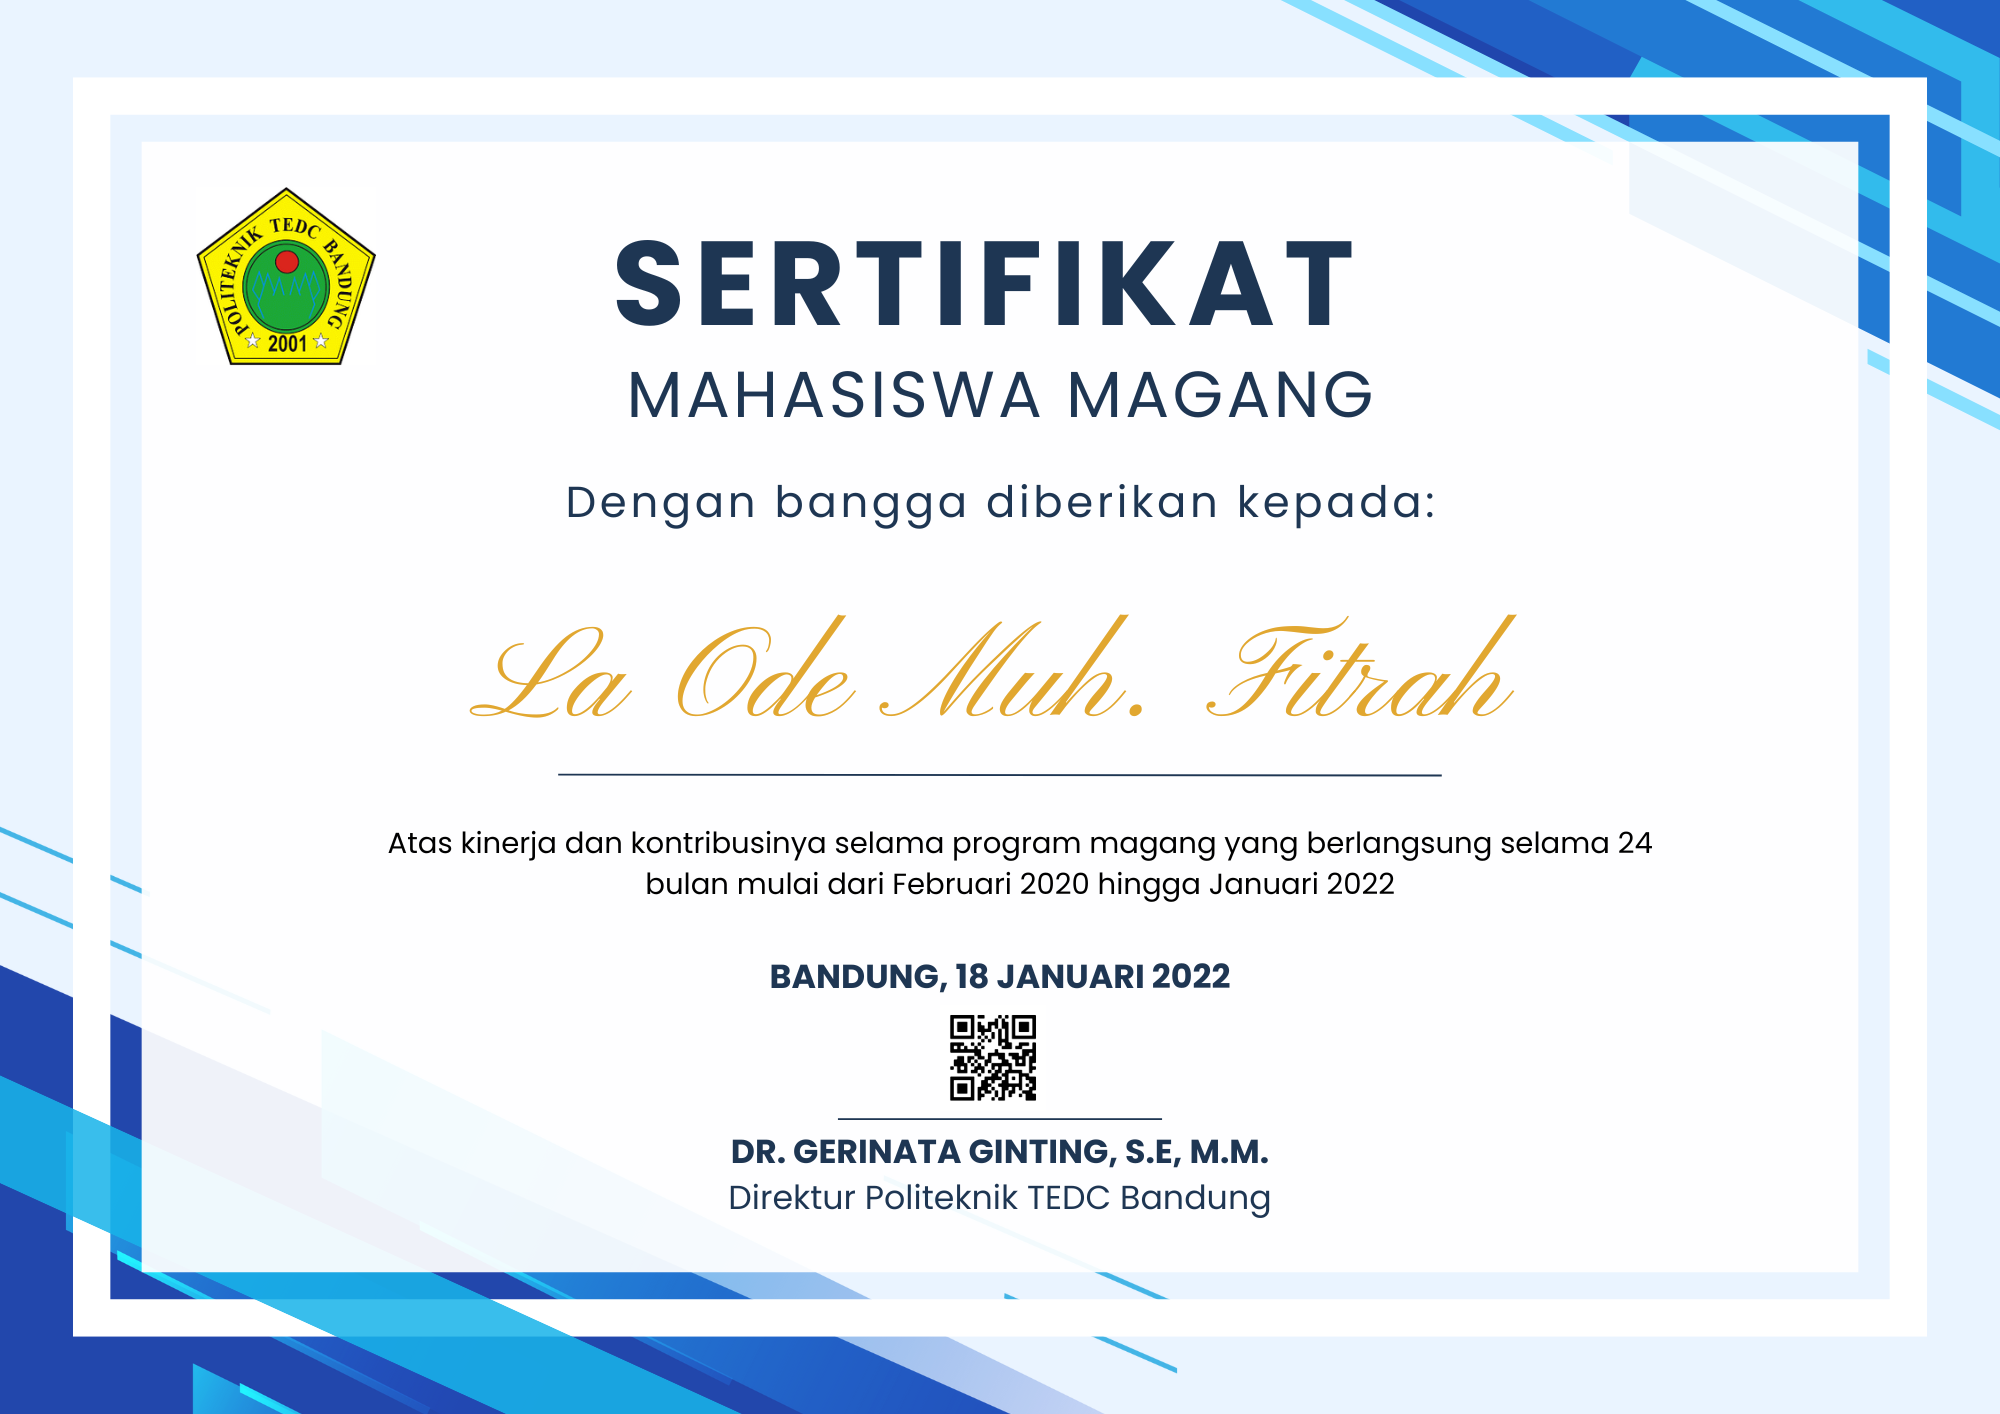 POLITEKNIK TEDC BANDUNG
2001
SERTIFIKAT
MAHASISWA MAGANG
Dengan bangga diberikan kepada:
La Ode Muh. Fitrah
Atas kinerja dan kontribusinya selama program magang yang berlangsung selama 24
bulan mulai dari Februari 2020 hingga Januari 2022
BANDUNG, 18 JANUARI 2022
DR. GERINATA GINTING, S.E, M.M.
Direktur Politeknik TEDC Bandung